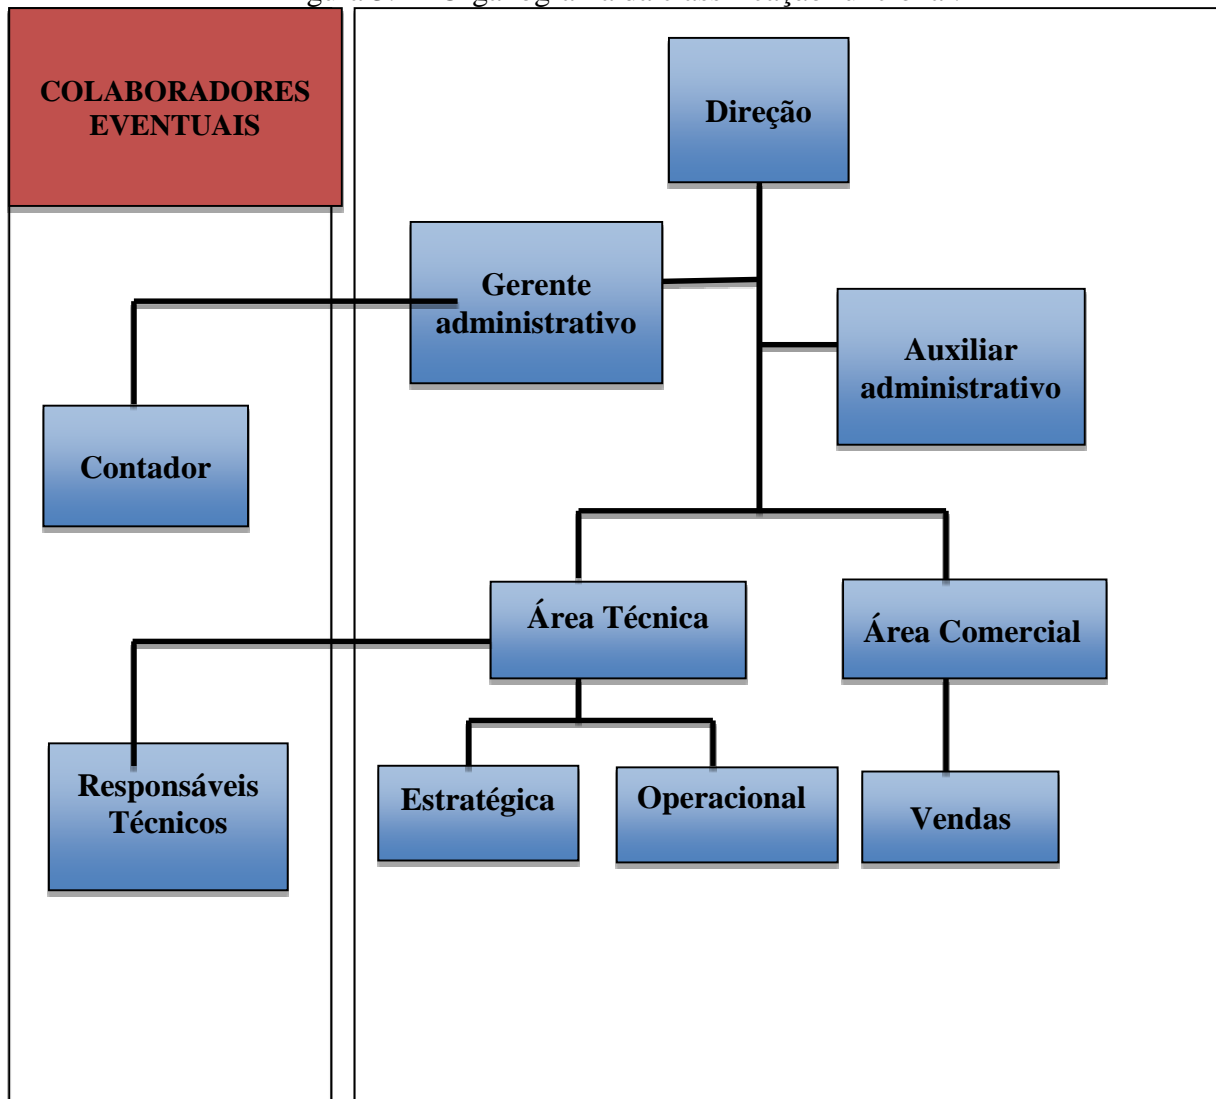 COLABORADORES
EVENTUAIS
Direção
Gerente
administrativo
Auxiliar
administrativo
Contador
Área Técnica
Área Comercial
Responsáveis
Técnicos
Estratégica
Operacional
Vendas